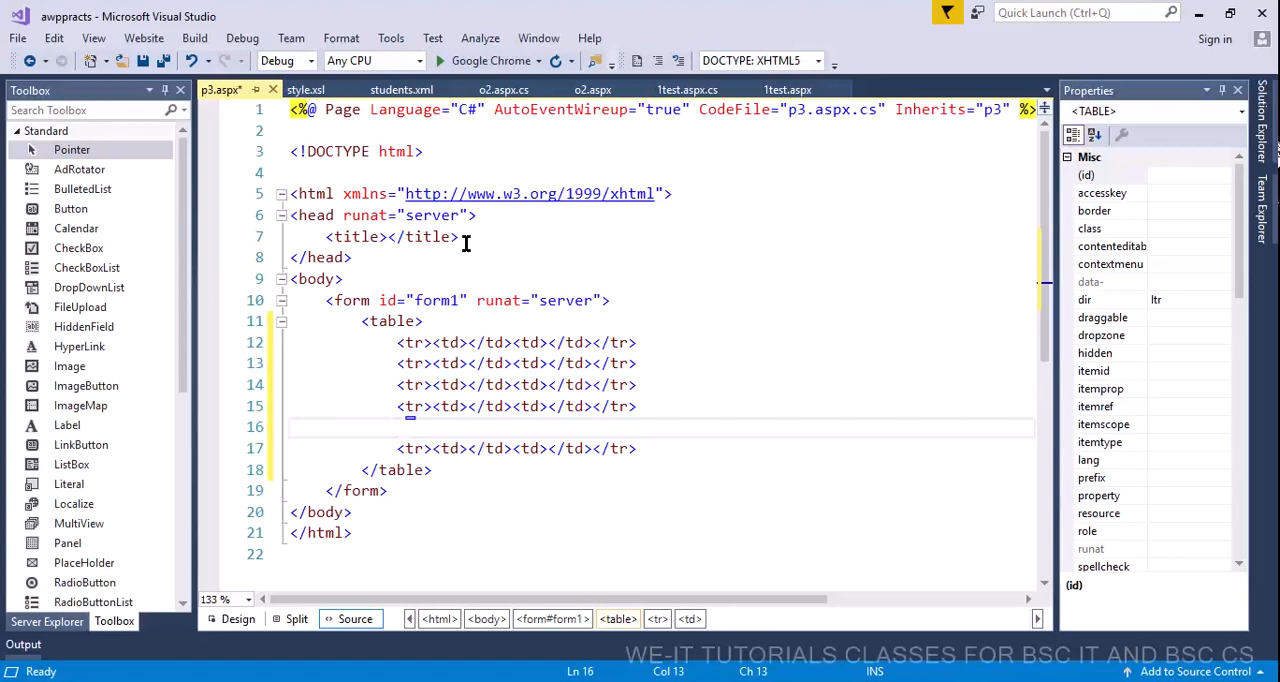 awppracts - Microsoft Visual Studio
Quick Launch (Ctrl+Q)
File Edit View Website Build Debug Team Format Tools Test Analyze Window Help
Sign in
Debug Any CPU Google Chrome DOCTYPE: XHTML5
Toolbox
p3.aspx* style.xsl students.xml o2.aspx.cs o2.aspx 1test.aspx.cs 1test.aspx
Properties
Search Toolbox
<TABLE>
Standard
Pointer
AdRotator
BulletedList
Button
Calendar
CheckBox
CheckBoxList
DropDownList
FileUpload
HiddenField
HyperLink
Image
ImageButton
ImageMap
Label
LinkButton
ListBox
Literal
Localize
MultiView
Panel
PlaceHolder
RadioButton
RadioButtonList
Server Explorer Toolbox
1 <%@ Page Language="C#" AutoEventWireup="true" CodeFile="p3.aspx.cs" Inherits="p3" %>
2
3 <!DOCTYPE html>
4
5 <html xmlns="http://www.w3.org/1999/xhtml">
6 <head runat="server">
7 <title></title>
8 </head>
9 <body>
10 <form id="form1" runat="server">
11 <table>
12 <tr><td></td><td></td></tr>
13 <tr><td></td><td></td></tr>
14 <tr><td></td><td></td></tr>
15 <tr><td></td><td></td></tr>
16
17 <tr><td></td><td></td></tr>
18 </table>
19 </form>
20 </body>
21 </html>
22
133 %
Design Split Source <html> <body> <form#form1> <table> <tr> <td>
Misc
(id)
accesskey
border
class
contenteditab
contextmenu
data-
dir ltr
draggable
dropzone
hidden
itemid
itemprop
itemref
itemscope
itemtype
lang
prefix
property
resource
role
runat
spellcheck
(id)
Solution Explorer
Team Explorer
Output
WE-IT TUTORIALS CLASSES FOR BSC IT AND BSC CS
Ready Ln 16 Col 13 Ch 13 INS Add to Source Control